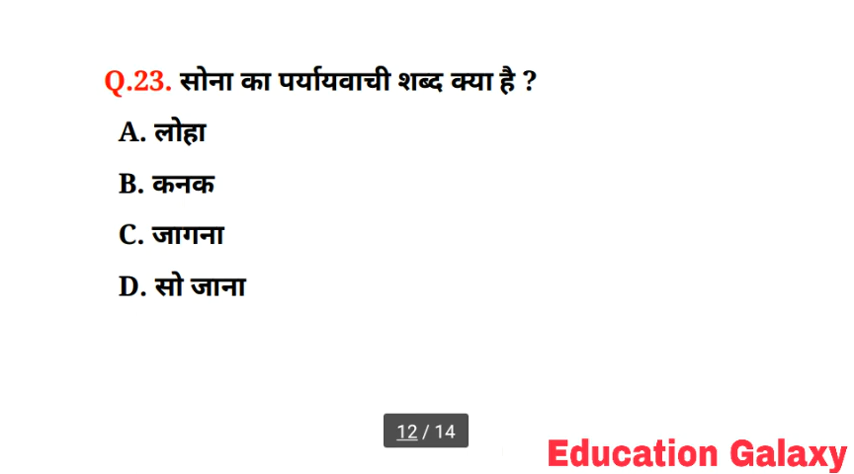 Q.23. सोना का पर्यायवाची शब्द क्या है ?
A. लोहा
B. कनक
C. जागना
D. सो जाना
12 / 14
Education Galaxy